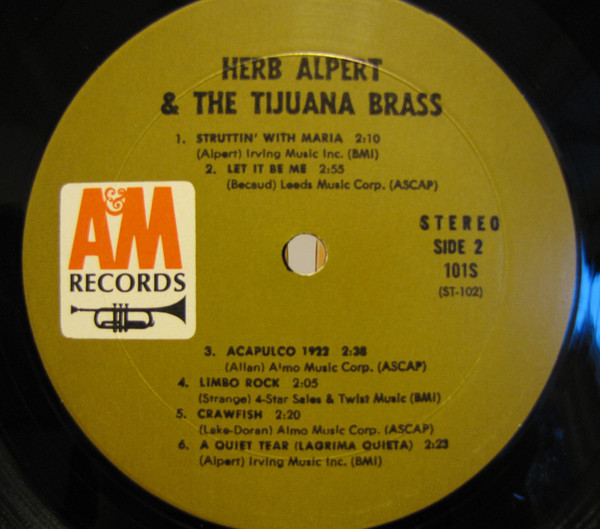 HERB ALPERT
& THE TIJUANA BRASS
1. STRUTTIN' WITH MARIA 2:10
(Alpert) Irving Music Inc. (BMI)
2. LET IT BE ME 2:55
(Becaud) Leeds Music Corp. (ASCAP)
A&M
RECORDS
STEREO
SIDE 2
101S
(ST-102)
3. ACAPULCO 1922 2:38
(Allan) Almo Music Corp. (ASCAP)
4. LIMBO ROCK 2:05
(Strange) 4-Star Sales & Twist Music (BMI)
5. CRAWFISH 2:20
(Lake-Doran) Almo Music Corp. (ASCAP)
6. A QUIET TEAR (LAGRIMA QUIETA) 2:23
(Alpert) Irving Music Inc. (BMI)